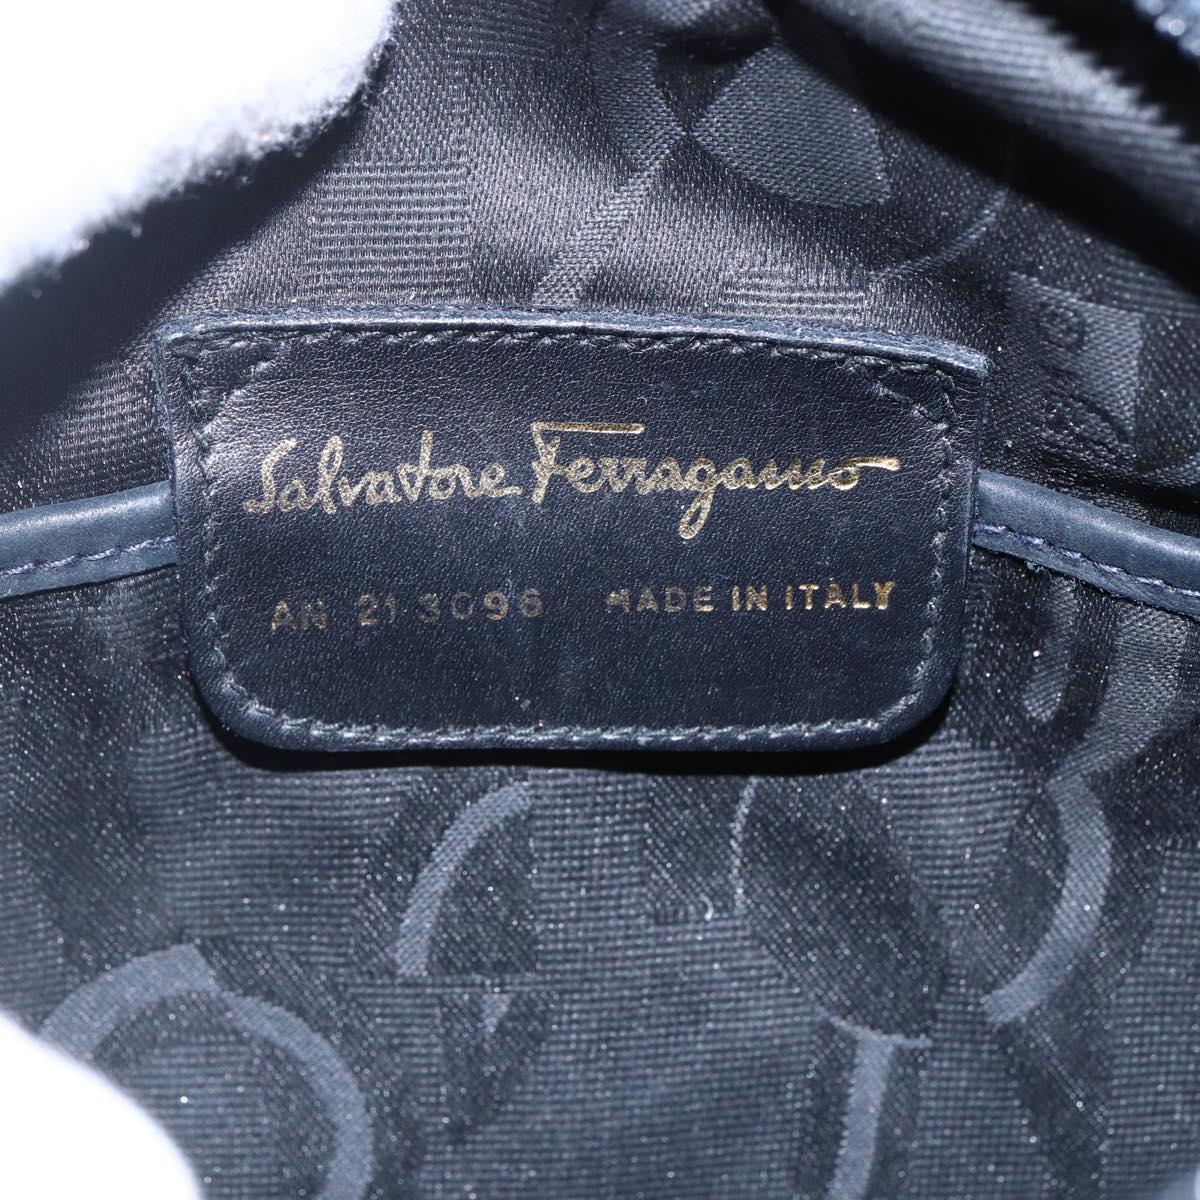 Salvatore Ferragamo
AN 21 3096 MADE IN ITALY